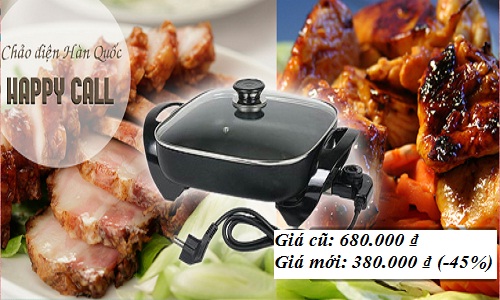 Chảo điện Hàn Quốc
HAPPY CALL
Giá cũ: 680.000 ₫
Giá mới: 380.000 ₫ (-45%)